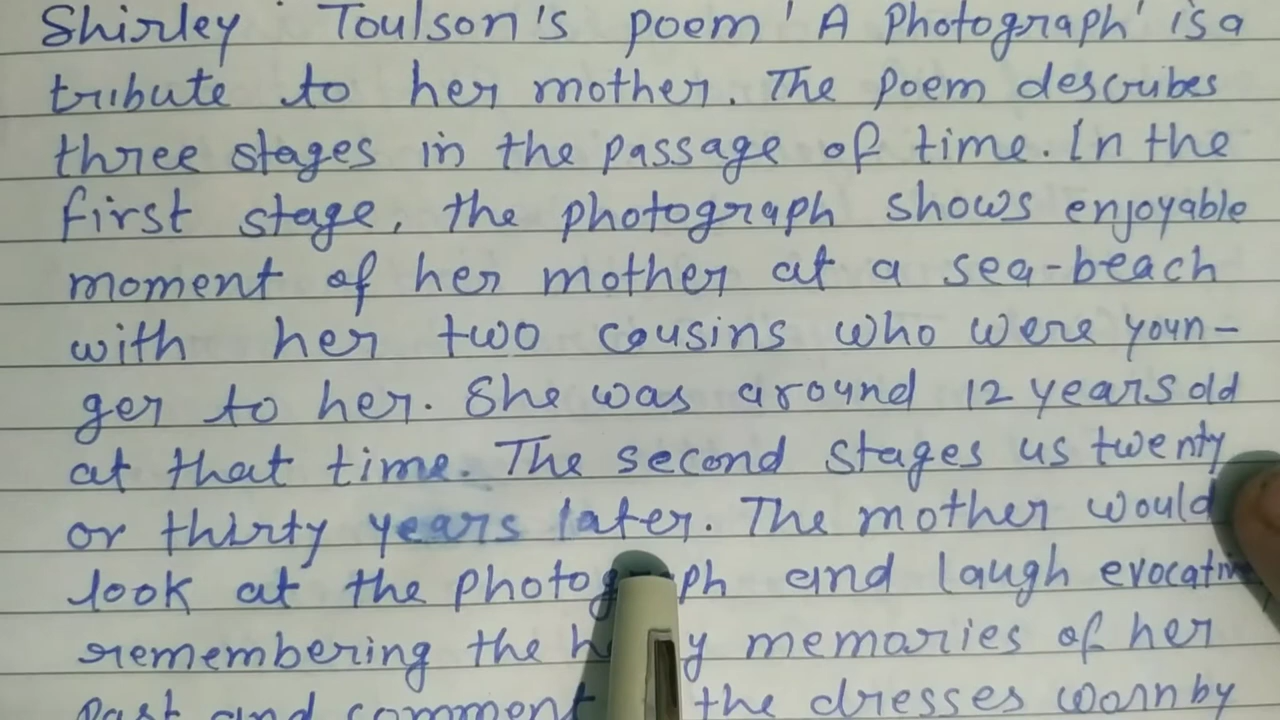 Shirley Toulson's poem 'A Photograph' is a
tribute to her mother. The poem describes
three stages in the passage of time. In the
first stage, the photograph shows enjoyable
moment of her mother at a sea-beach
with her two cousins who were youn-
ger to her. She was around 12 years old
at that time. The second stages us twenty
or thirty years later. The mother would
look at the and laugh
remembering the memories of her
past and comment the dresses worn by